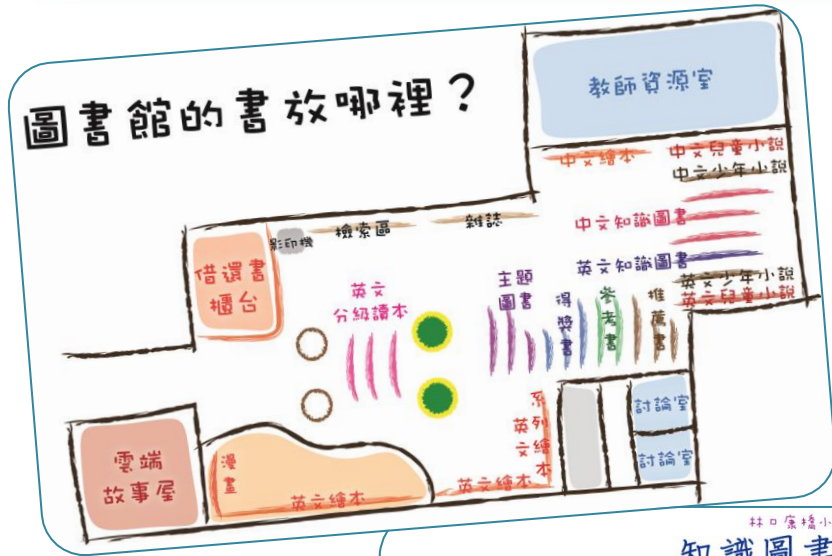 圖書館的書放哪裡？
教師資源室
中文繪本
中文兒童小說
中文少年小說
中文知識圖書
英文知識圖書
英文少年小說
英文兒童小說
影印機
檢索區
雜誌
借還書
櫃台
英文
分級讀本
主題
圖書
得獎書
參考書
推薦書
系列
英文繪本
討論室
討論室
雲端
故事屋
漫畫
英文繪本
英文繪本
林口康橋小
知識圖書